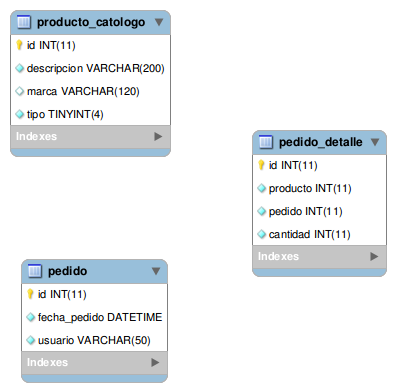 producto_catologo
id INT(11)
descripcion VARCHAR(200)
marca VARCHAR(120)
tipo TINYINT(4)
Indexes
pedido_detalle
id INT(11)
producto INT(11)
pedido INT(11)
cantidad INT(11)
Indexes
pedido
id INT(11)
fecha_pedido DATETIME
usuario VARCHAR(50)
Indexes